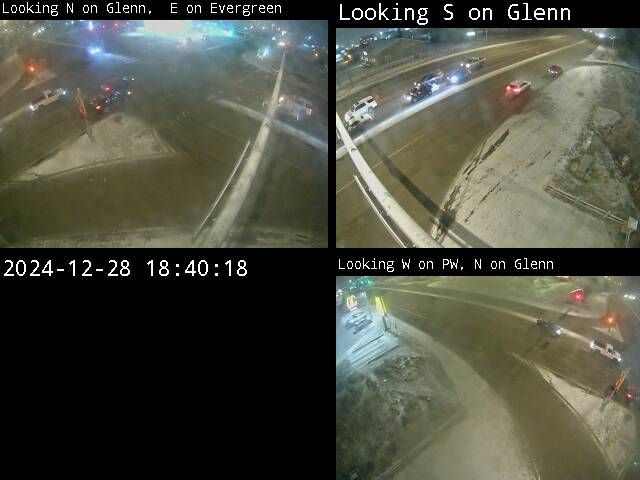 Looking N on Glenn,  E on Evergreen
Looking S on Glenn
2024-12-28 18:40:18
Looking W on PW, N on Glenn